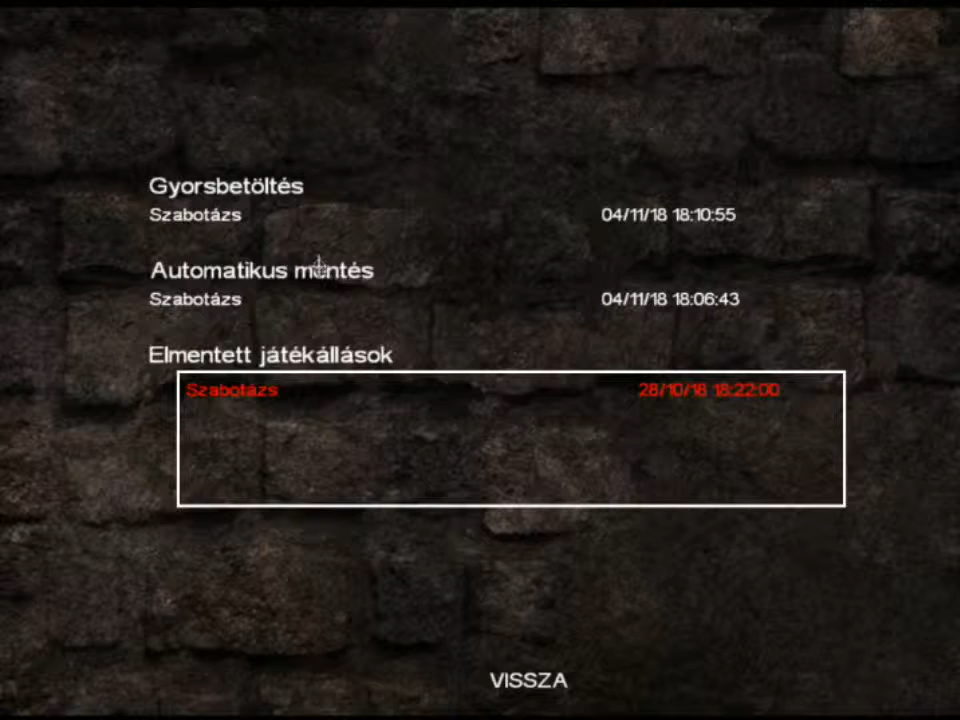 Gyorsbetöltés
Szabotázs 04/11/18 18:10:55
Automatikus mentés
Szabotázs 04/11/18 18:06:43
Elmentett játékállások
Szabotázs 28/10/18 18:22:00
VISSZA